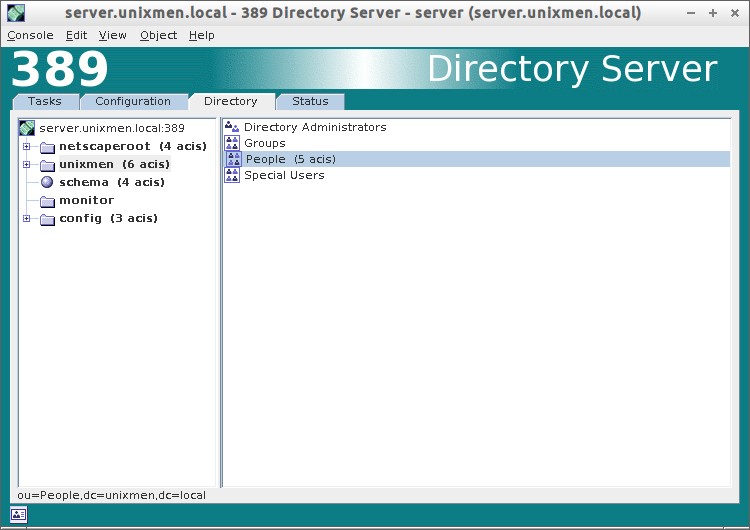 server.unixmen.local - 389 Directory Server - server (server.unixmen.local)
Console Edit View Object Help
389 Directory Server
Tasks Configuration Directory Status
server.unixmen.local:389
netscaperoot (4 acis)
unixmen (6 acis)
schema (4 acis)
monitor
config (3 acis)
Directory Administrators
Groups
People (5 acis)
Special Users
ou=People,dc=unixmen,dc=local